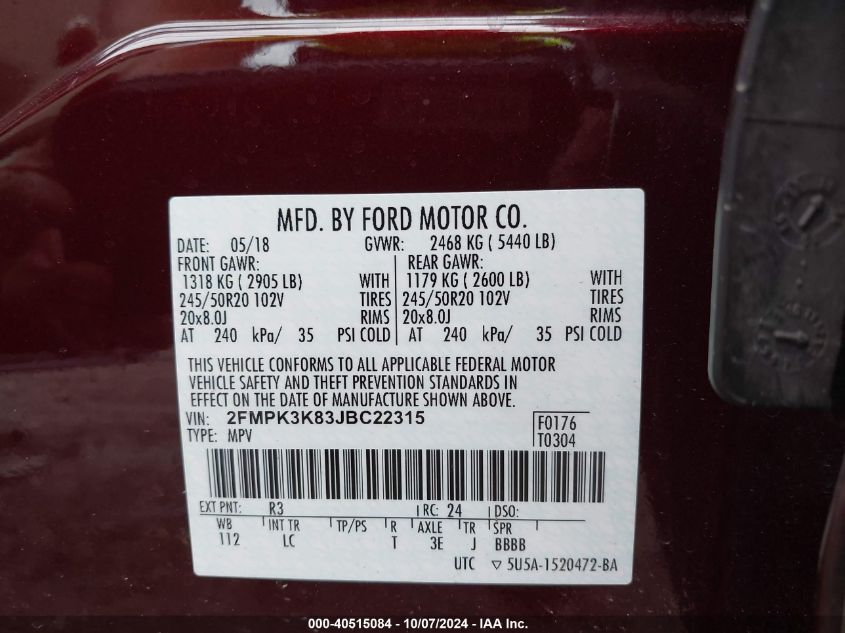 MFD. BY FORD MOTOR CO.
DATE: 05/18 GVWR: 2468 KG ( 5440 LB)
FRONT GAWR: REAR GAWR:
1318 KG ( 2905 LB) WITH 1179 KG ( 2600 LB) WITH
245/50R20 102V TIRES 245/50R20 102V TIRES
20x8.0J RIMS 20x8.0J RIMS
AT 240 kPa/ 35 PSI COLD AT 240 kPa/ 35 PSI COLD
THIS VEHICLE CONFORMS TO ALL APPLICABLE FEDERAL MOTOR
VEHICLE SAFETY AND THEFT PREVENTION STANDARDS IN
EFFECT ON THE DATE OF MANUFACTURE SHOWN ABOVE.
VIN: 2FMPK3K83JBC22315 F0176
TYPE: MPV T0304
EXT PNT: R3 RC: 24 DSO:
WB INT TR TP/PS R AXLE TR SPR
112 LC T 3E J BBBB
UTC ▽ 5U5A-1520472-BA
000-40515084 - 10/07/2024 - IAA Inc.